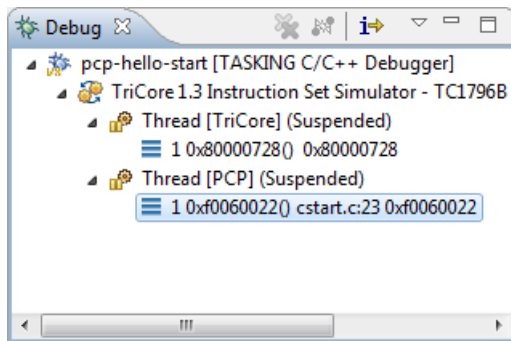 Debug
pcp-hello-start [TASKING C/C++ Debugger]
TriCore 1.3 Instruction Set Simulator - TC1796B
Thread [TriCore] (Suspended)
1 0x80000728() 0x80000728
Thread [PCP] (Suspended)
1 0xf0060022() cstart.c:23 0xf0060022